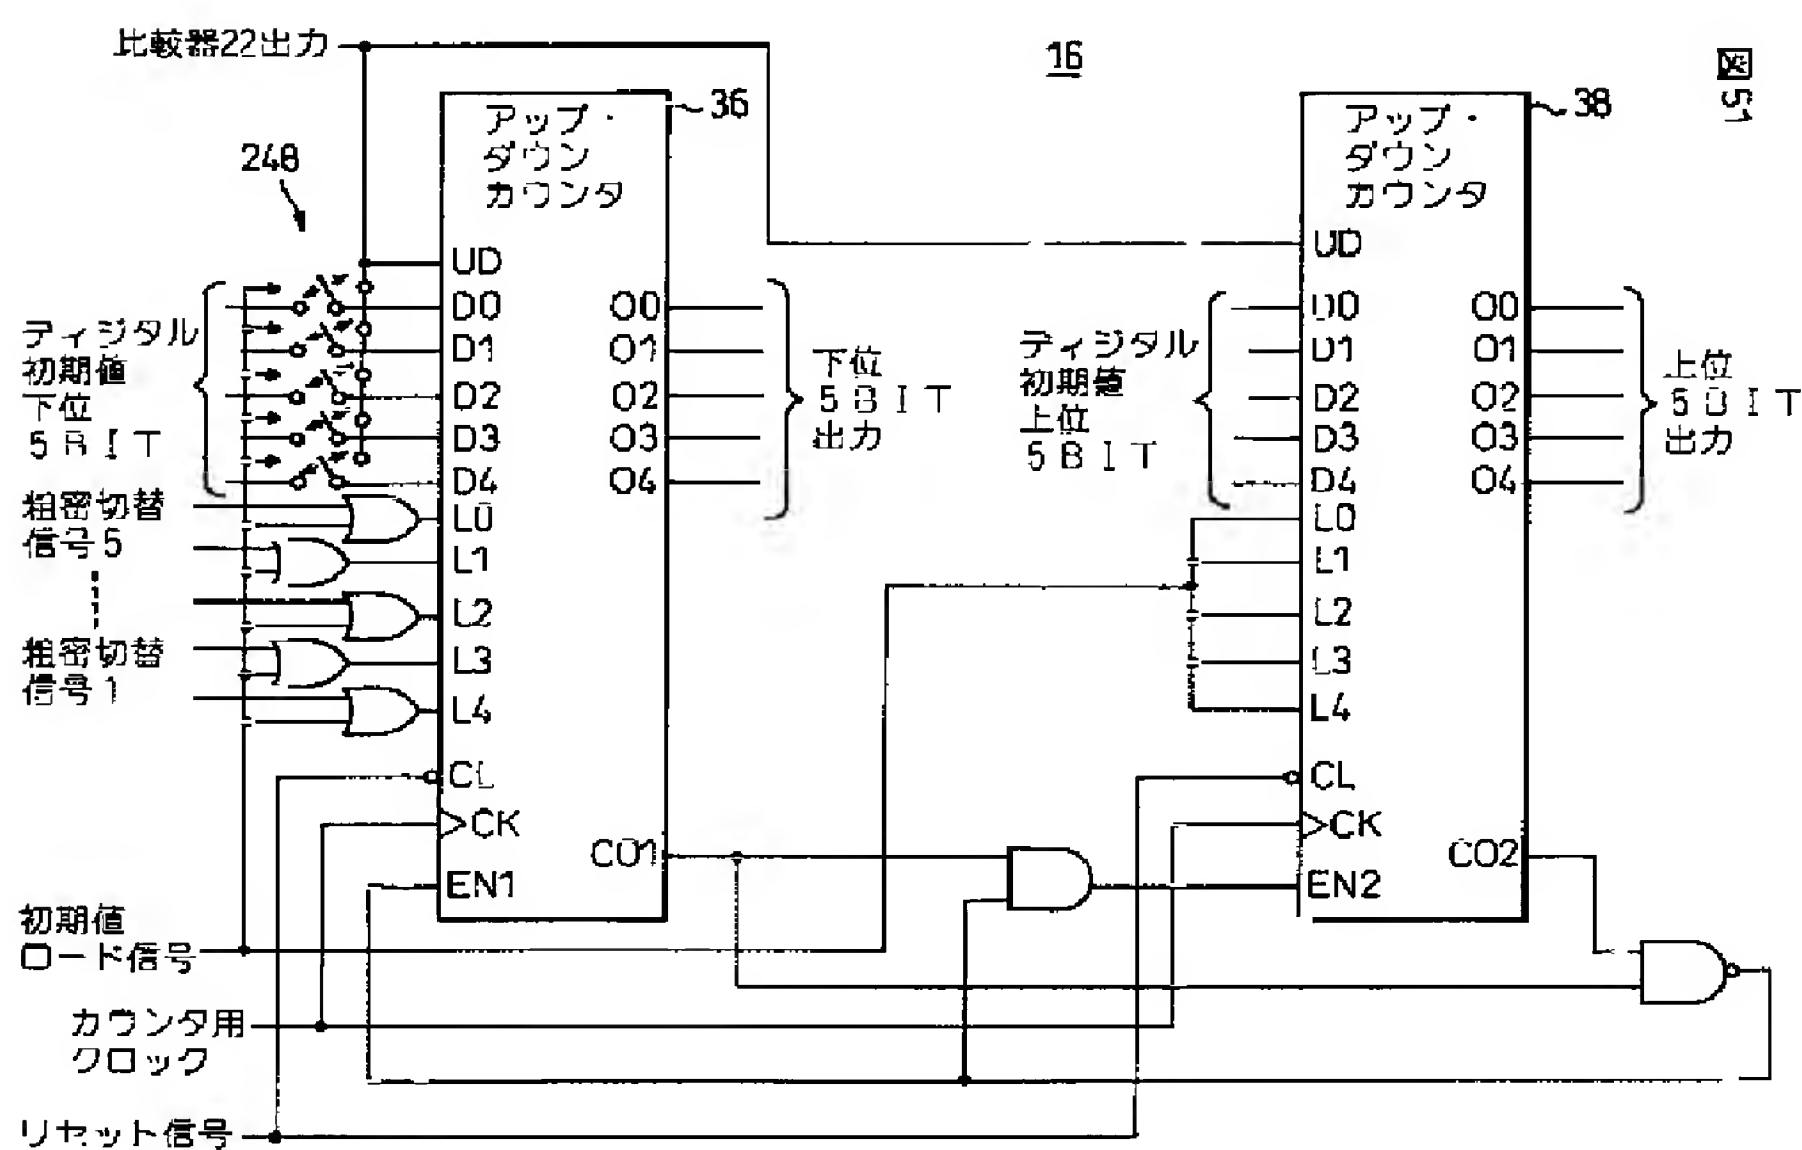 比較器22出力
16
図51
36
アップ・
ダウン
カウンタ
248
38
アップ・
ダウン
カウンタ
UD
D0
D1
D2
D3
D4
L0
L1
L2
L3
L4
CL
CK
EN1
O0
O1
O2
O3
O4
CO1
ディジタル
初期値
下位
5BIT
粗密切替
信号5
粗密切替
信号1
下位
5BIT
出力
ディジタル
初期値
上位
5BIT
UD
D0
D1
D2
D3
D4
L0
L1
L2
L3
L4
CL
CK
EN2
O0
O1
O2
O3
O4
CO2
上位
5BIT
出力
初期値
ロード信号
カウンタ用
クロック
リセット信号